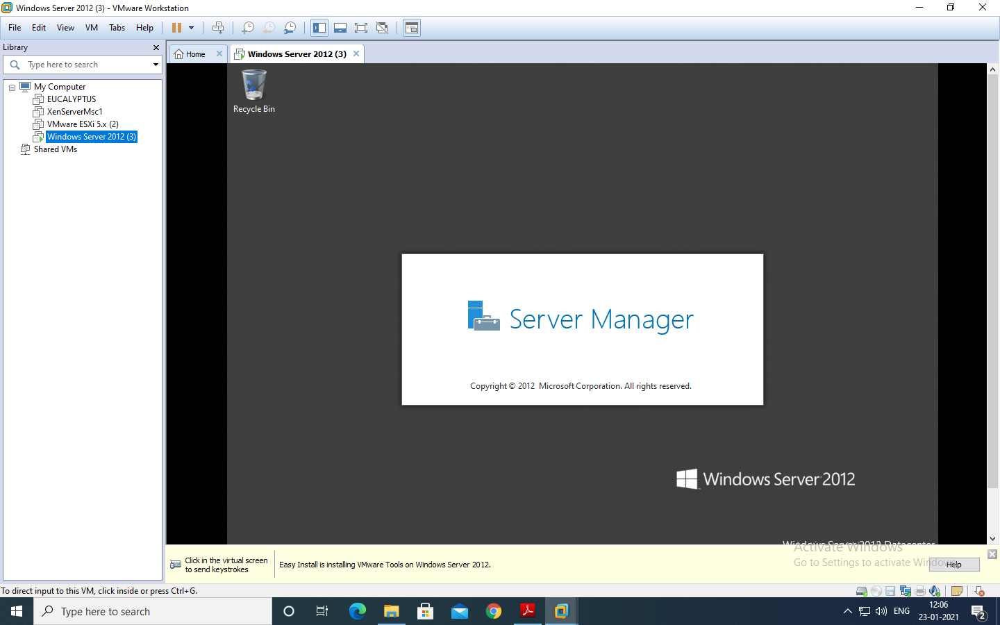 Windows Server 2012 (3) - VMware Workstation
File Edit View VM Tabs Help
Library
Type here to search
My Computer
EUCALYPTUS
XenServerMsc1
VMware ESXi 5.x (2)
Windows Server 2012 (3)
Shared VMs
Home
Windows Server 2012 (3)
Recycle Bin
Server Manager
Copyright © 2012 Microsoft Corporation. All rights reserved.
Windows Server 2012
Windows Server 2012 Datacenter
Activate Windows
Go to Settings to activate Windows.
Click in the virtual screen
to send keystrokes
Easy Install is installing VMware Tools on Windows Server 2012.
Help
To direct input to this VM, click inside or press Ctrl+G.
Type here to search
ENG
12:06
23-01-2021
2